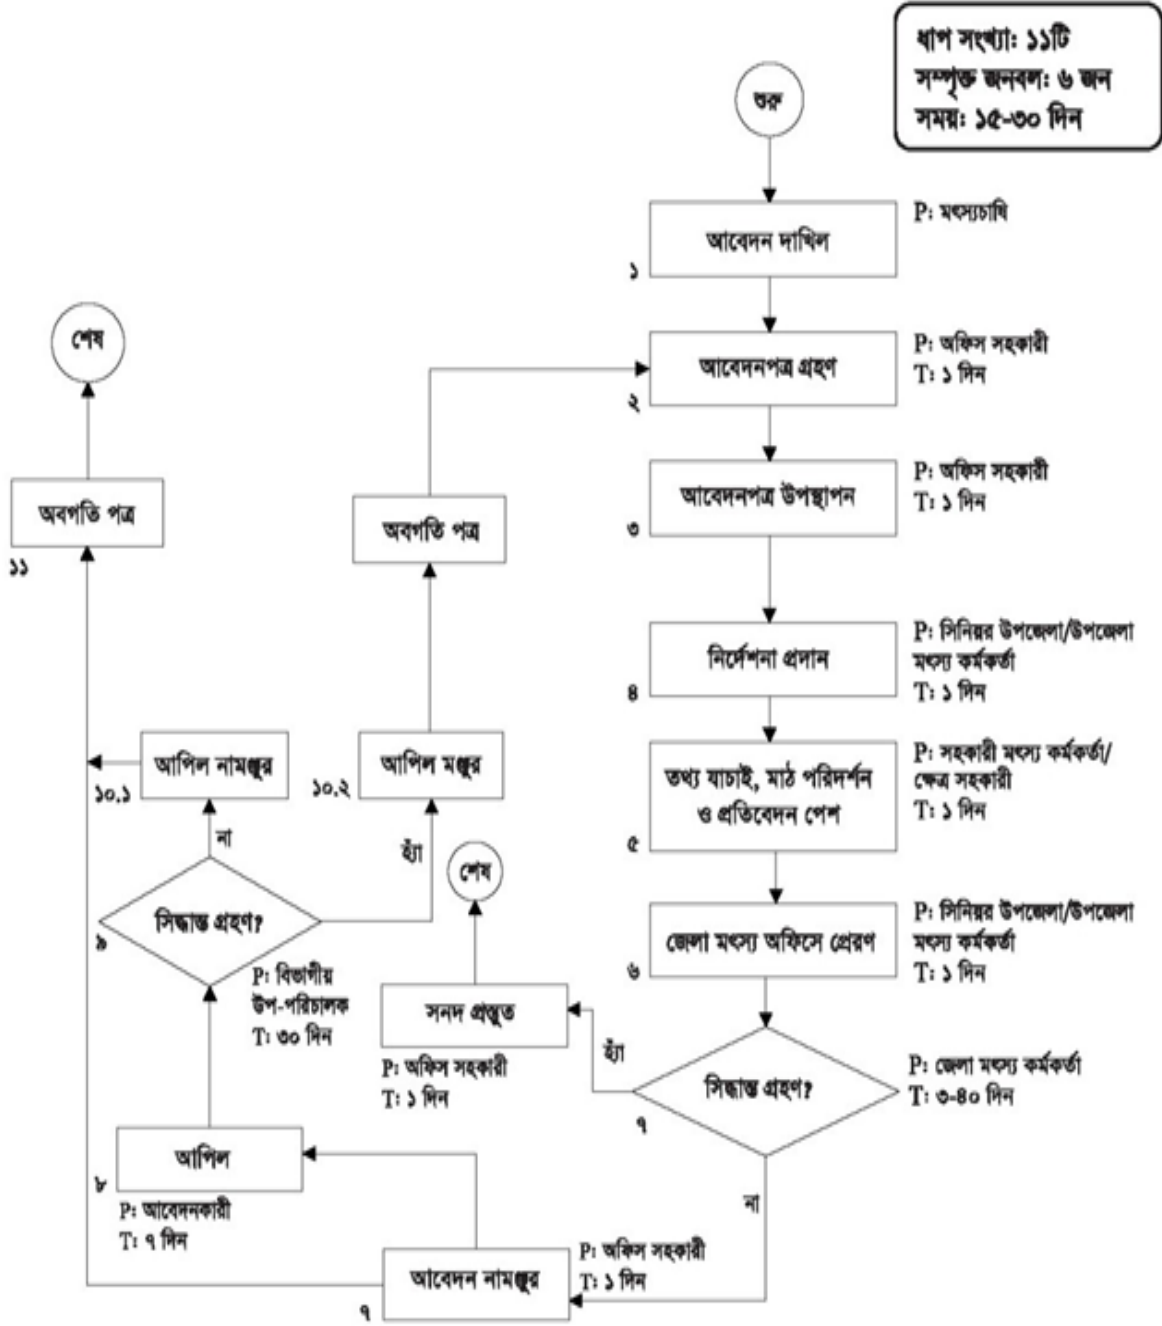 ধাপ সংখ্যা: ১১টি
সম্পৃক্ত জনবল: ৬ জন
সময়: ১৫-৩০ দিন
শুরু
আবেদন দাখিল
১
P: মৎস্যচাষি
আবেদনপত্র গ্রহণ
২
P: অফিস সহকারী
T: ১ দিন
আবেদনপত্র উপস্থাপন
৩
P: অফিস সহকারী
T: ১ দিন
নির্দেশনা প্রদান
৪
P: সিনিয়র উপজেলা/উপজেলা
মৎস্য কর্মকর্তা
T: ১ দিন
তথ্য যাচাই, মাঠ পরিদর্শন
ও প্রতিবেদন পেশ
৫
P: সহকারী মৎস্য কর্মকর্তা/
ক্ষেত্র সহকারী
T: ১ দিন
জেলা মৎস্য অফিসে প্রেরণ
৬
P: সিনিয়র উপজেলা/উপজেলা
মৎস্য কর্মকর্তা
T: ১ দিন
সিদ্ধান্ত গ্রহণ?
৭
P: জেলা মৎস্য কর্মকর্তা
T: ৩-৪০ দিন
হ্যাঁ
সনদ প্রস্তুত
P: অফিস সহকারী
T: ১ দিন
শেষ
না
আবেদন নামঞ্জুর
৭
P: অফিস সহকারী
T: ১ দিন
আপিল
৮
P: আবেদনকারী
T: ৭ দিন
সিদ্ধান্ত গ্রহণ?
৯
P: বিভাগীয়
উপ-পরিচালক
T: ৩০ দিন
না
আপিল নামঞ্জুর
১০.১
হ্যাঁ
আপিল মঞ্জুর
১০.২
অবগতি পত্র
অবগতি পত্র
১১
শেষ